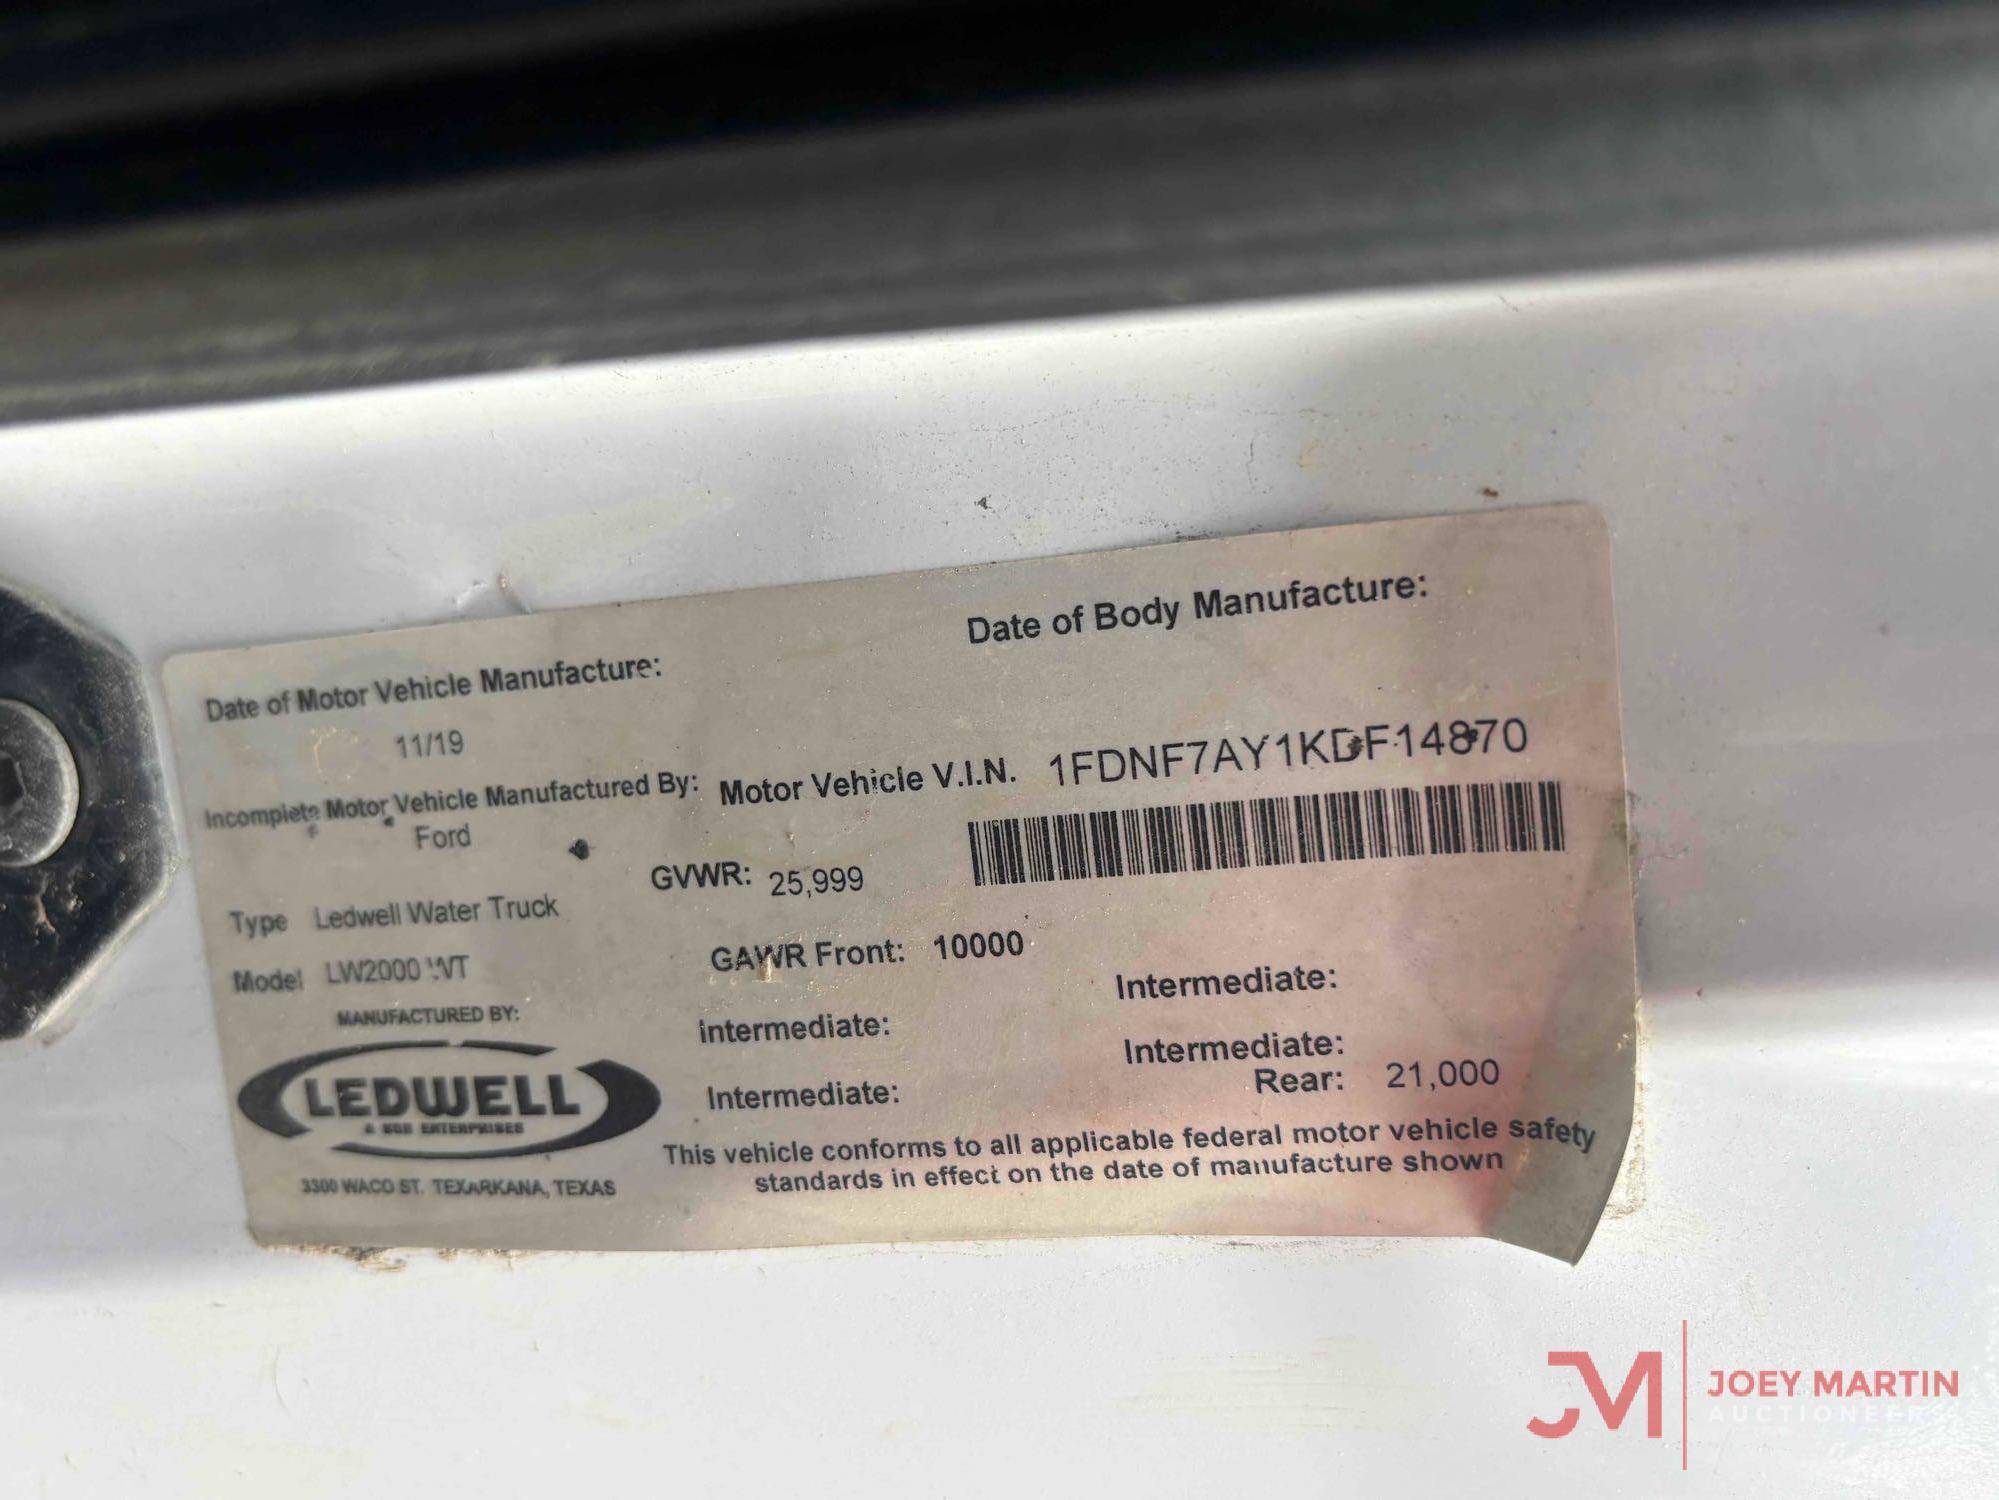 Date of Body Manufacture:
Date of Motor Vehicle Manufacture:
11/19
Incomplete Motor Vehicle Manufactured By:
Ford
Motor Vehicle V.I.N. 1FDNF7AY1KDF14870
GVWR: 25,999
Type Ledwell Water Truck
Model LW2000 WT
GAWR Front: 10000
Intermediate:
Intermediate:
Intermediate:
Intermediate:
Rear: 21,000
MANUFACTURED BY:
LEDWELL
& SON ENTERPRISES
3300 WACO ST. TEXARKANA, TEXAS
This vehicle conforms to all applicable federal motor vehicle safety
standards in effect on the date of manufacture shown
JM
JOEY MARTIN
AUCTIONEER